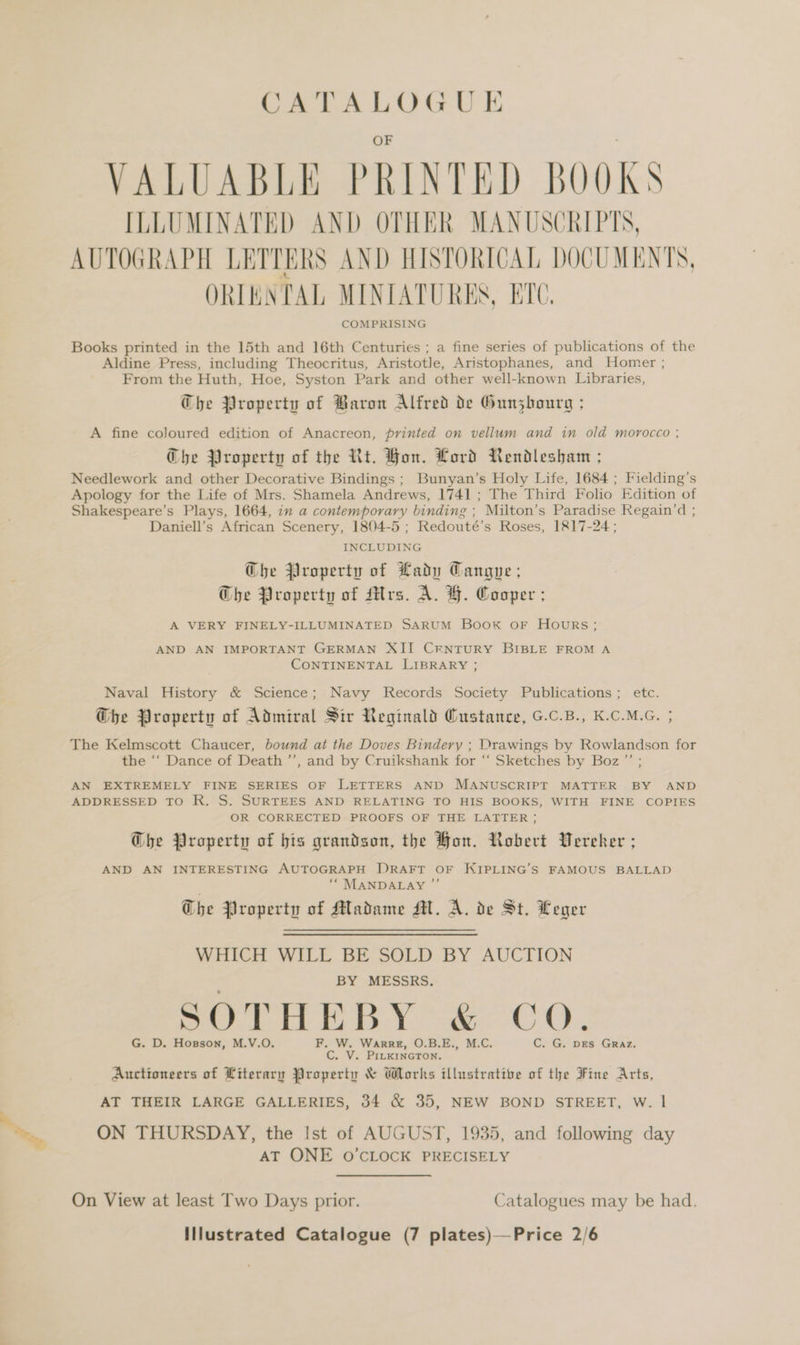 CATALOGUE
OF
VALUABLE PRINTED BOOKS
ILLUMINATED AND OTHER MANUSCRIPTS,
AUTOGRAPH LETTERS AND HISTORICAL DOCUMENTS,
ORIENTAL MINIATURES, ETC.
COMPRISING
Books printed in the 15th and 16th Centuries ; a fine series of publications of the
Aldine Press, including Theocritus, Aristotle, Aristophanes, and Homer ;
From the Huth, Hoe, Syston Park and other well-known Libraries,
The Property of Baron Alfred de Gunzbourg ;
A fine coloured edition of Anacreon, printed on vellum and in old morocco ;
The Property of the Rt. Hon. Lord Rendlesham ;
Needlework and other Decorative Bindings ; Bunyan's Holy Life, 1684 ; Fielding's
Apology for the Life of Mrs. Shamela Andrews, 1741 ; The Third Folio Edition of
Shakespeare's Plays, 1664, in a contemporary binding ; Milton's Paradise Regain'd ;
Daniell's African Scenery, 1804-5 ; Redouté's Roses, 1817-24 ;
INCLUDING
The Property of Lady Tangye ;
The Property of Mrs. A. H. Cooper ;
A VERY FINELY-ILLUMINATED SARUM BOOK OF HOURS ;
AND AN IMPORTANT GERMAN XII CENTURY BIBLE FROM A
CONTINENTAL LIBRARY ;
Naval History & Science ; Navy Records Society Publications ; etc.
The Property of Admiral Sir Reginald Custance, G.C.B., K.C.M.G. ;
The Kelmscott Chaucer, bound at the Doves Bindery ; Drawings by Rowlandson for
the "Dance of Death", and by Cruikshank for "Sketches by Boz" ;
AN EXTREMELY FINE SERIES OF LETTERS AND MANUSCRIPT MATTER BY AND
ADDRESSED TO R. S. SURTEES AND RELATING TO HIS BOOKS, WITH FINE COPIES
OR CORRECTED PROOFS OF THE LATTER ;
The Property of his grandson, the Hon. Robert Vereker ;
AND AN INTERESTING AUTOGRAPH DRAFT OF KIPLING'S FAMOUS BALLAD
"MANDALAY"
The Property of Madame M. A. de St. Leger
WHICH WILL BE SOLD BY AUCTION
BY MESSRS.
SOTHEBY & CO.
G. D. HOBSON, M.V.O. F. W. WARRE, O.B.E., M.C. C. G. DES GRAZ.
C. V. PILKINGTON.
Auctioneers of Literary Property & Works illustrative of the Fine Arts,
AT THEIR LARGE GALLERIES, 34 & 35, NEW BOND STREET, W. 1
ON THURSDAY, the 1st of AUGUST, 1935, and following day
AT ONE O'CLOCK PRECISELY
On View at least Two Days prior. Catalogues may be had.
Illustrated Catalogue (7 plates)—Price 2/6